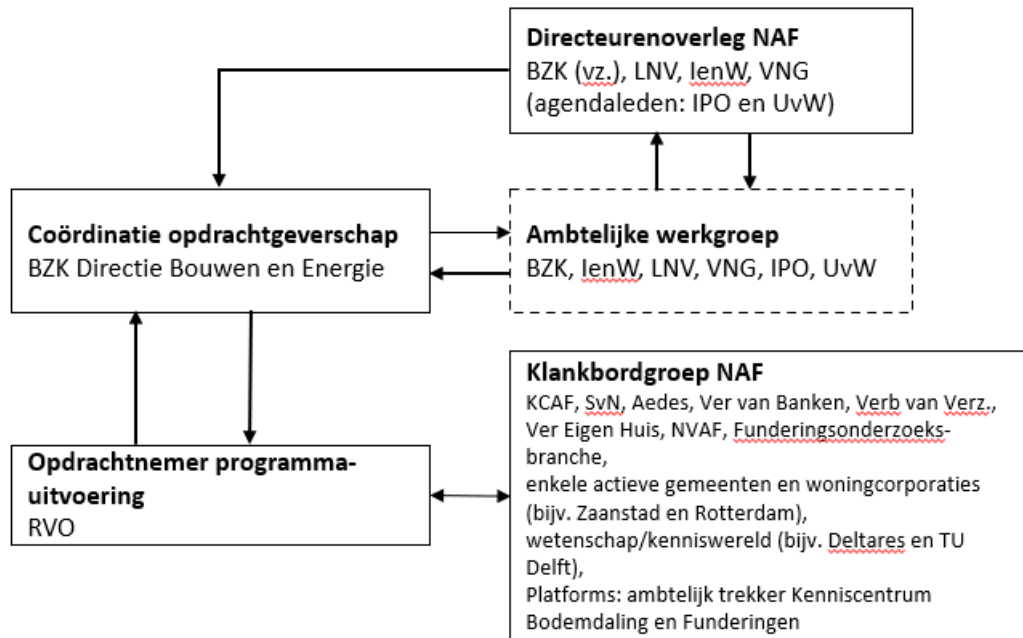 Directeurenoverleg NAF
BZK (vz.), LNV, IenW, VNG
(agendaleden: IPO en UvW)
Coördinatie opdrachtgeverschap
BZK Directie Bouwen en Energie
Ambtelijke werkgroep
BZK, IenW, LNV, VNG, IPO, UvW
Opdrachtnemer programma-
uitvoering
RVO
Klankbordgroep NAF
KCAF, SvN, Aedes, Ver van Banken, Verb van Verz.,
Ver Eigen Huis, NVAF, Funderingsonderzoeks-
branche,
enkele actieve gemeenten en woningcorporaties
(bijv. Zaanstad en Rotterdam),
wetenschap/kenniswereld (bijv. Deltares en TU
Delft),
Platforms: ambtelijk trekker Kenniscentrum
Bodemdaling en Funderingen